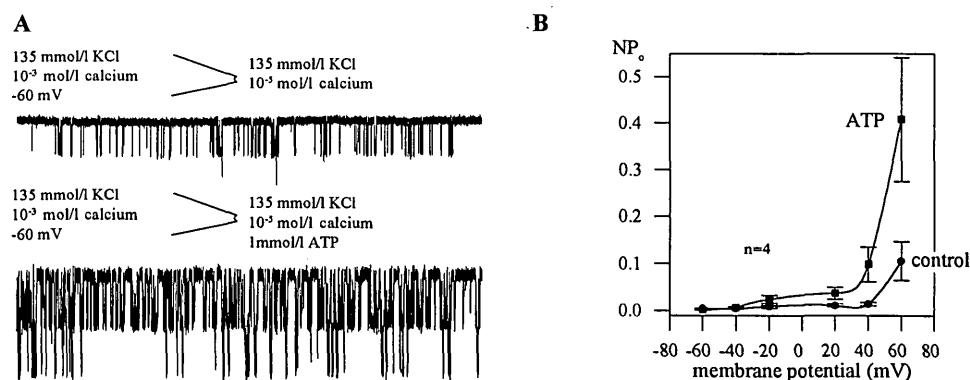 A
135 mmol/l KCl
10⁻³ mol/l calcium
-60 mV
135 mmol/l KCl
10⁻⁵ mol/l calcium
135 mmol/l KCl
10⁻³ mol/l calcium
-60 mV
135 mmol/l KCl
10⁻⁵ mol/l calcium
1mmol/l ATP
B
NPₒ
0.5
0.4
0.3
0.2
0.1
0.0
ATP
n=4
control
-80 -60 -40 -20 0 20 40 60 80
membrane potential (mV)